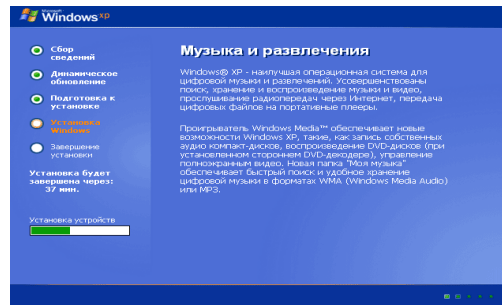 Microsoft
Windows xp
Сбор
сведений
Динамическое
обновление
Подготовка к
установке
Установка
Windows
Завершение
установки
Установка будет
завершена через:
37 мин.
Установка устройств
Музыка и развлечения
Windows® XP - наилучшая операционная система для
цифровой музыки и развлечений. Усовершенствованы
поиск, хранение и воспроизведение музыки и видео,
прослушивание радиопередач через Интернет, передача
цифровых файлов на портативные плееры.
Проигрыватель Windows Media™ обеспечивает новые
возможности Windows XP, такие, как запись собственных
аудио компакт-дисков, воспроизведение DVD-дисков (при
установленном стороннем DVD-декодере), управление
полноэкранным видео. Новая папка "Моя музыка"
обеспечивает быстрый поиск и удобное хранение
цифровой музыки в форматах WMA (Windows Media Audio)
или MP3.